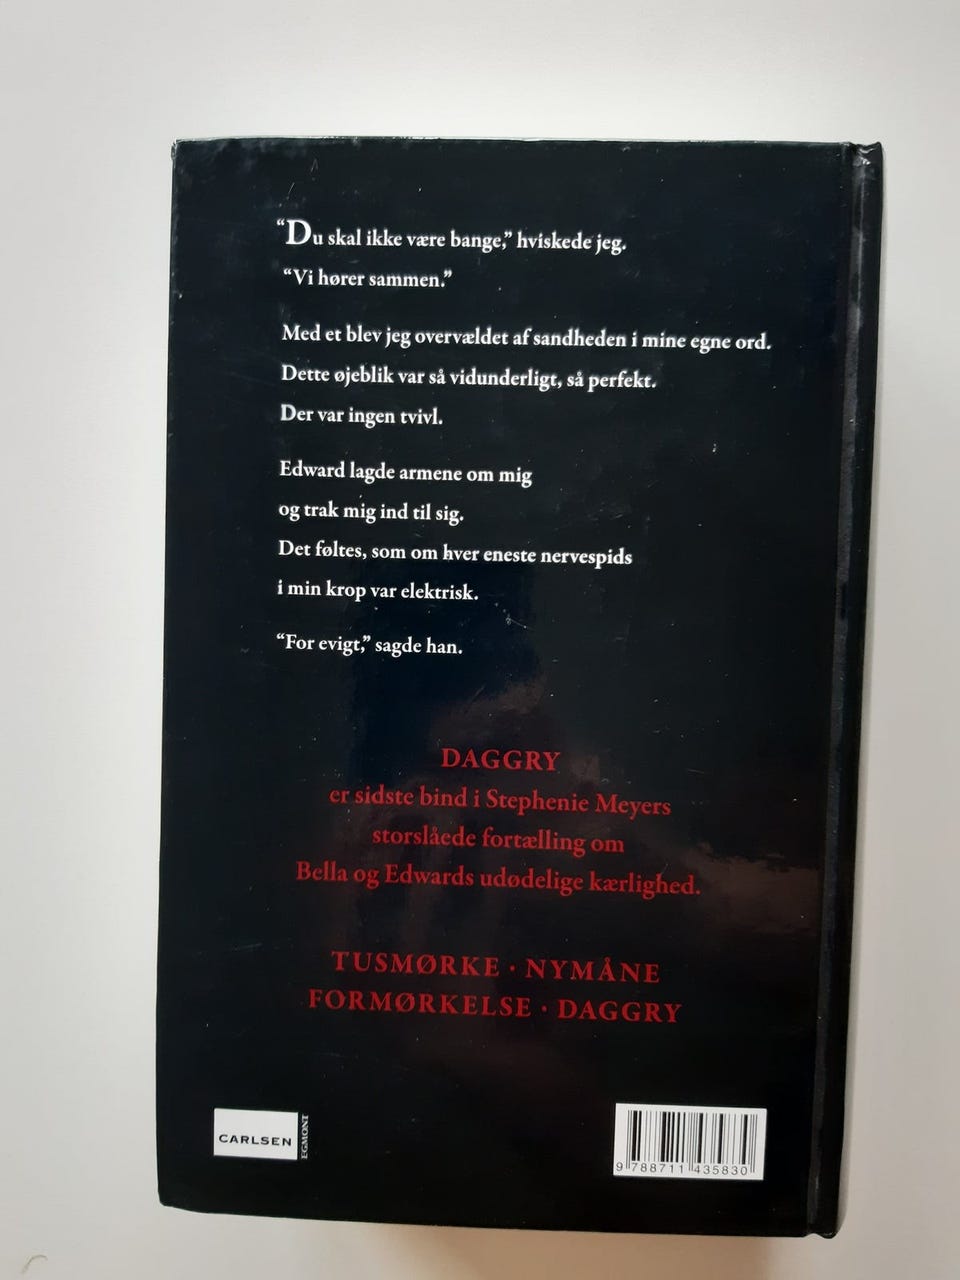 “Du skal ikke være bange,” hviskede jeg.
“Vi hører sammen.”
Med et blev jeg overvældet af sandheden i mine egne ord.
Dette øjeblik var så vidunderligt, så perfekt.
Der var ingen tvivl.
Edward lagde armene om mig
og trak mig ind til sig.
Det føltes, som om hver eneste nervespids
i min krop var elektrisk.
“For evigt,” sagde han.
DAGGRY
er sidste bind i Stephenie Meyers
storslåede fortælling om
Bella og Edwards udødelige kærlighed.
TUSMØRKE · NYMÅNE
FORMØRKELSE · DAGGRY
CARLSEN
EGMONT
9 788711 435830